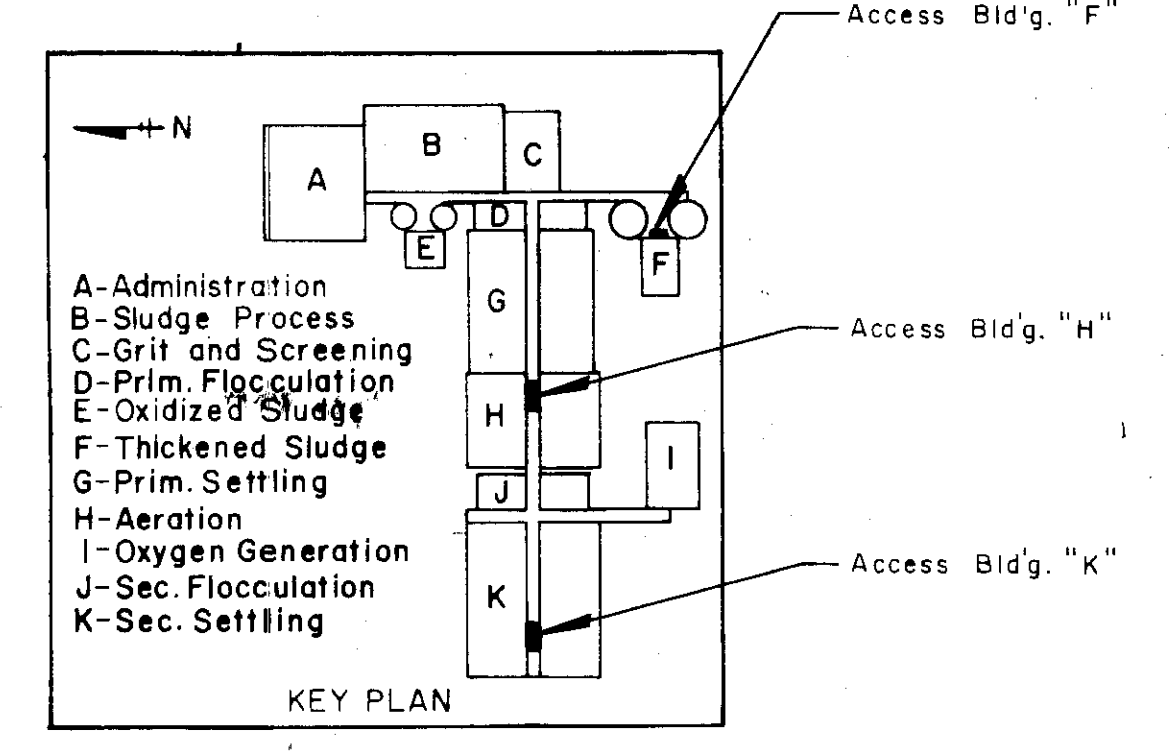 Access Bld'g. "F"
N
A
B
C
D
E
F
G
H
I
J
K
A-Administration
B-Sludge Process
C-Grit and Screening
D-Prim. Flocculation
E-Oxidized Sludge
F-Thickened Sludge
G-Prim. Settling
H-Aeration
I-Oxygen Generation
J-Sec. Flocculation
K-Sec. Settling
Access Bld'g. "H"
Access Bld'g. "K"
KEY PLAN